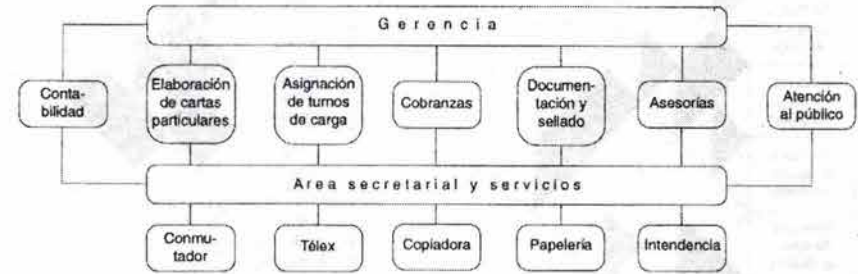 Gerencia
Conta-
bilidad
Elaboración
de cartas
particulares
Asignación
de turnos
de carga
Cobranzas
Documen-
tación y
sellado
Asesorías
Atención
al público
Area secretarial y servicios
Conmu-
tador
Télex
Copiadora
Papelería
Intendencia